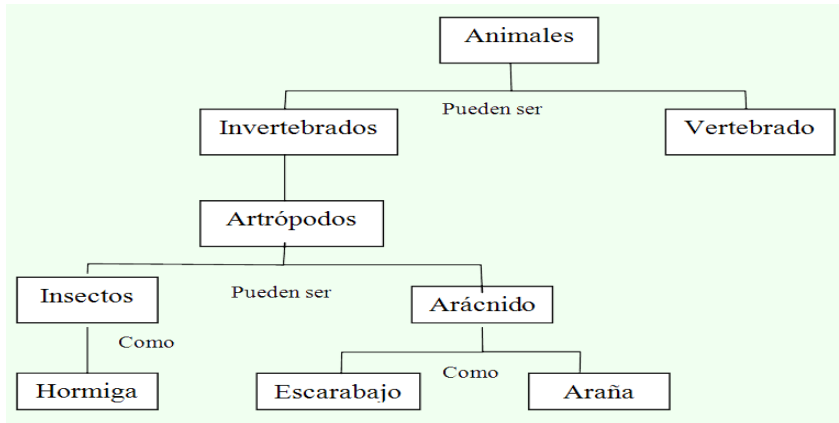 Animales
Pueden ser
Invertebrados
Vertebrado
Artrópodos
Pueden ser
Insectos
Arácnido
Como
Como
Hormiga
Escarabajo
Araña